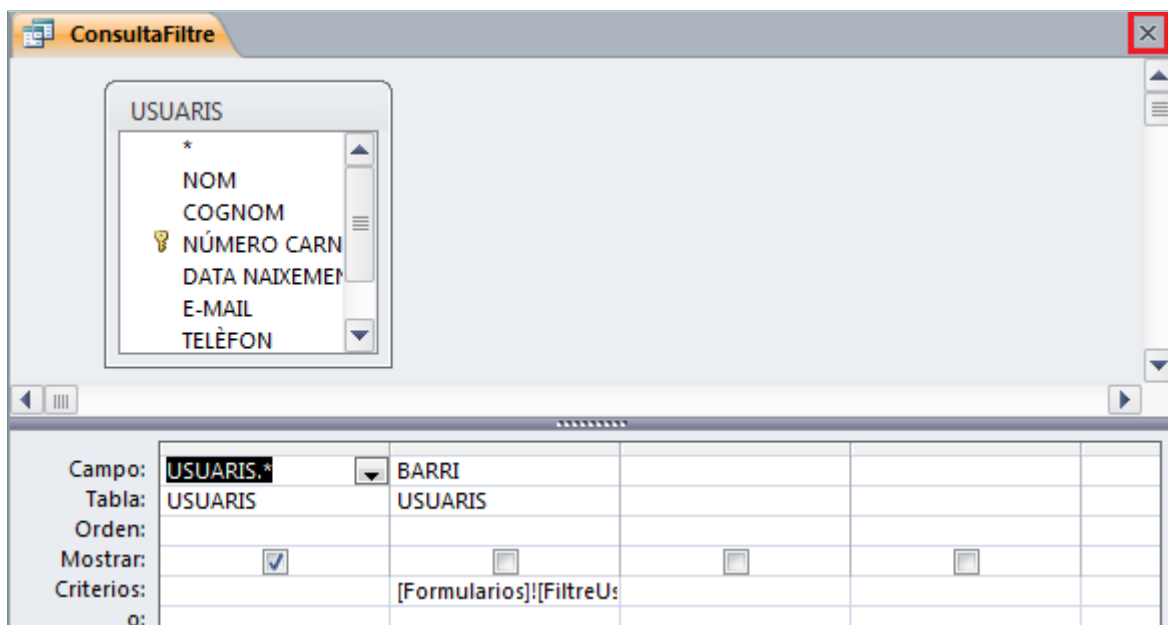 ConsultaFiltre
USUARIS
*
NOM
COGNOM
NÚMERO CARN
DATA NAIXEMEN
E-MAIL
TELÈFON
Campo: USUARIS.* BARRI
Tabla: USUARIS USUARIS
Orden:
Mostrar:
Criterios: [Formularios]![FiltreUs
o: